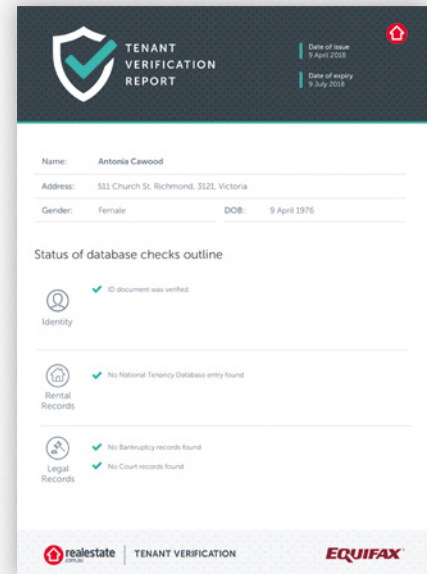 TENANT
VERIFICATION
REPORT
Date of issue
9 April 2018
Date of expiry
9 July 2018
Name: Antonia Cawood
Address: 511 Church St, Richmond, 3121, Victoria
Gender: Female DOB: 9 April 1976
Status of database checks outline
ID document was verified
Identity
No National Tenancy Database entry found
Rental
Records
No Bankruptcy records found
No Court records found
Legal
Records
realestate
.com.au
TENANT VERIFICATION
EQUIFAX